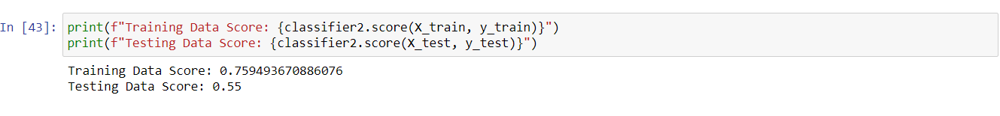 In [43]: print(f"Training Data Score: {classifier2.score(X_train, y_train)}")
print(f"Testing Data Score: {classifier2.score(X_test, y_test)}")
Training Data Score: 0.759493670886076
Testing Data Score: 0.55